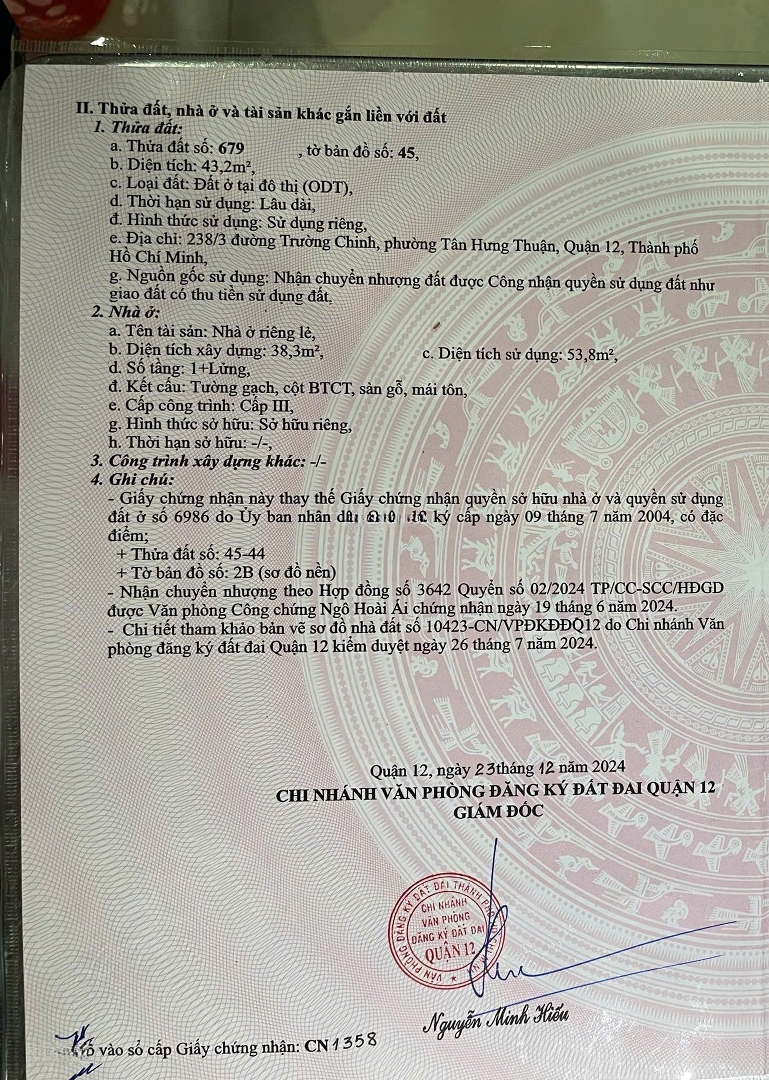 II. Thửa đất, nhà ở và tài sản khác gắn liền với đất
1. Thửa đất:
a. Thửa đất số: 679 , tờ bản đồ số: 45,
b. Diện tích: 43,2m²,
c. Loại đất: Đất ở tại đô thị (ODT),
d. Thời hạn sử dụng: Lâu dài,
đ. Hình thức sử dụng: Sử dụng riêng,
e. Địa chỉ: 238/3 đường Trường Chinh, phường Tân Hưng Thuận, Quận 12, Thành phố
Hồ Chí Minh,
g. Nguồn gốc sử dụng: Nhận chuyển nhượng đất được Công nhận quyền sử dụng đất như
giao đất có thu tiền sử dụng đất.
2. Nhà ở:
a. Tên tài sản: Nhà ở riêng lẻ,
b. Diện tích xây dựng: 38,3m², c. Diện tích sử dụng: 53,8m²,
d. Số tầng: 1+Lửng,
đ. Kết cấu: Tường gạch, cột BTCT, sàn gỗ, mái tôn,
e. Cấp công trình: Cấp III,
g. Hình thức sở hữu: Sở hữu riêng,
h. Thời hạn sở hữu: -/-,
3. Công trình xây dựng khác: -/-
4. Ghi chú:
- Giấy chứng nhận này thay thế Giấy chứng nhận quyền sở hữu nhà ở và quyền sử dụng
đất ở số 6986 do Ủy ban nhân ký cấp ngày 09 tháng 7 năm 2004, có đặc
điểm;
+ Thửa đất số: 45-44
+ Tờ bản đồ số: 2B (sơ đồ nền)
- Nhận chuyển nhượng theo Hợp đồng số 3642 Quyển số 02/2024 TP/CC-SCC/HĐGD
được Văn phòng Công chứng Ngô Hoài Ái chứng nhận ngày 19 tháng 6 năm 2024.
- Chi tiết tham khảo bản vẽ sơ đồ nhà đất số 10423-CN/VPĐKĐĐQ12 do Chi nhánh Văn
phòng đăng ký đất đai Quận 12 kiểm duyệt ngày 26 tháng 7 năm 2024.
Quận 12, ngày 23 tháng 12 năm 2024
CHI NHÁNH VĂN PHÒNG ĐĂNG KÝ ĐẤT ĐAI QUẬN 12
GIÁM ĐỐC
VĂN PHÒNG ĐĂNG KÝ ĐẤT ĐAI THÀNH PHỐ
CHI NHÁNH
VĂN PHÒNG
ĐĂNG KÝ ĐẤT ĐAI
QUẬN 12
Nguyễn Minh Hiếu
vào sổ cấp Giấy chứng nhận: CN 1358